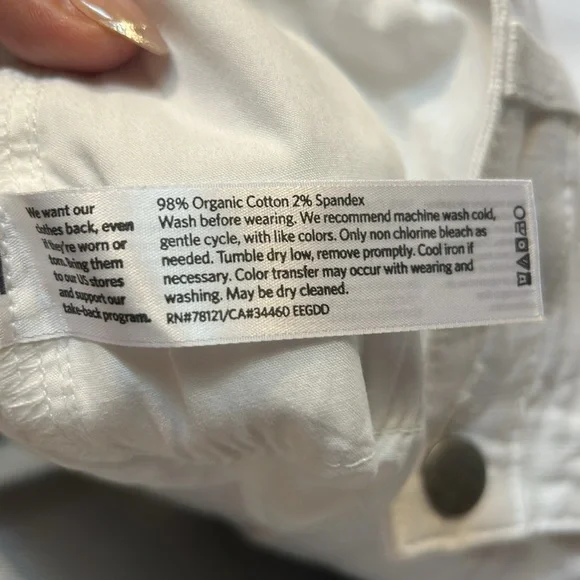 We want our
clothes back, even
if they're worn or
torn. bring them
to our US stores
and support our
take-back program.
98% Organic Cotton 2% Spandex
Wash before wearing. We recommend machine wash cold,
gentle cycle, with like colors. Only non chlorine bleach as
needed. Tumble dry low, remove promptly. Cool iron if
necessary. Color transfer may occur with wearing and
washing. May be dry cleaned.
RN#78121/CA#34460 EEGDD